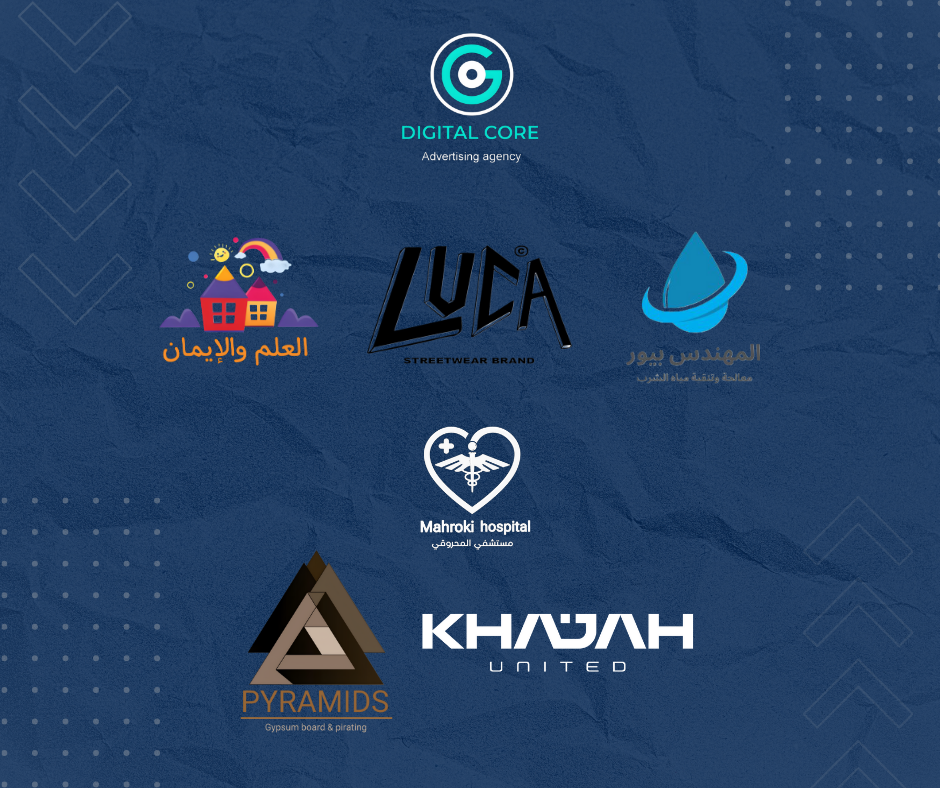 DIGITAL CORE
Advertising agency
العلم والإيمان
LUCA ©
STREETWEAR BRAND
المهندس بيور
معالجة وتنقية مياه الشرب
Mahroki hospital
مستشفي المحروقي
PYRAMIDS
Gypsum board & pirating
KHAJAH
UNITED